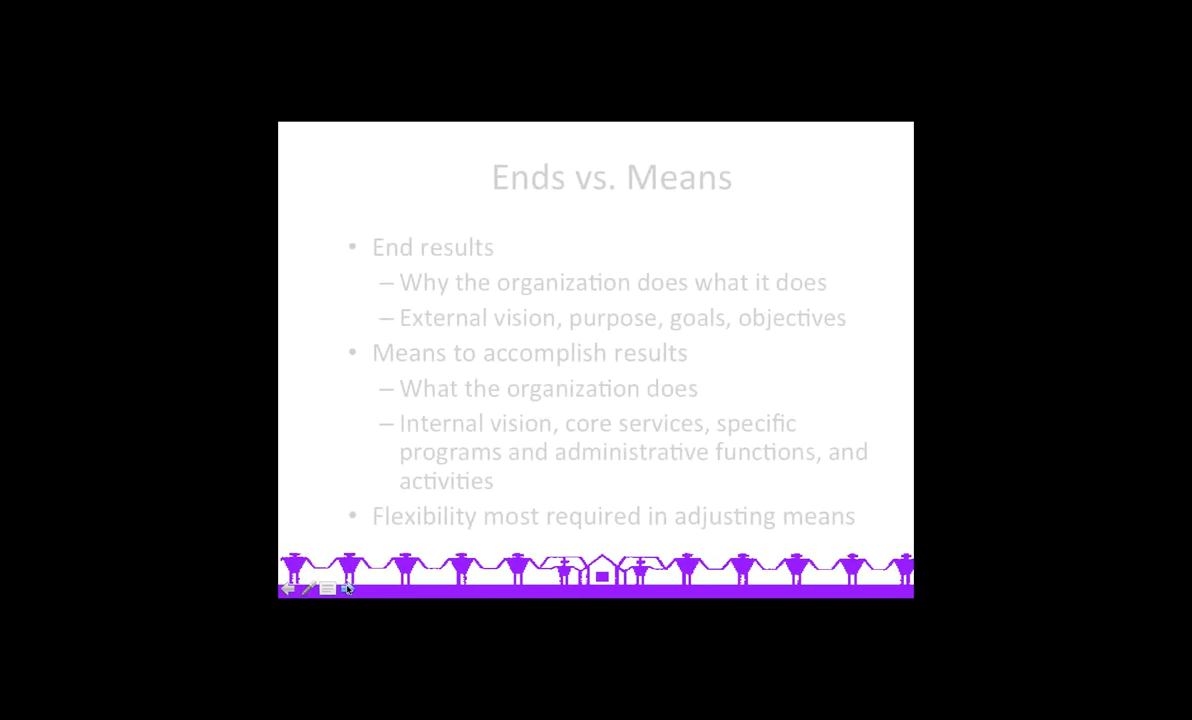 Ends vs. Means
• End results
– Why the organization does what it does
– External vision, purpose, goals, objectives
• Means to accomplish results
– What the organization does
– Internal vision, core services, specific
programs and administrative functions, and
activities
• Flexibility most required in adjusting means